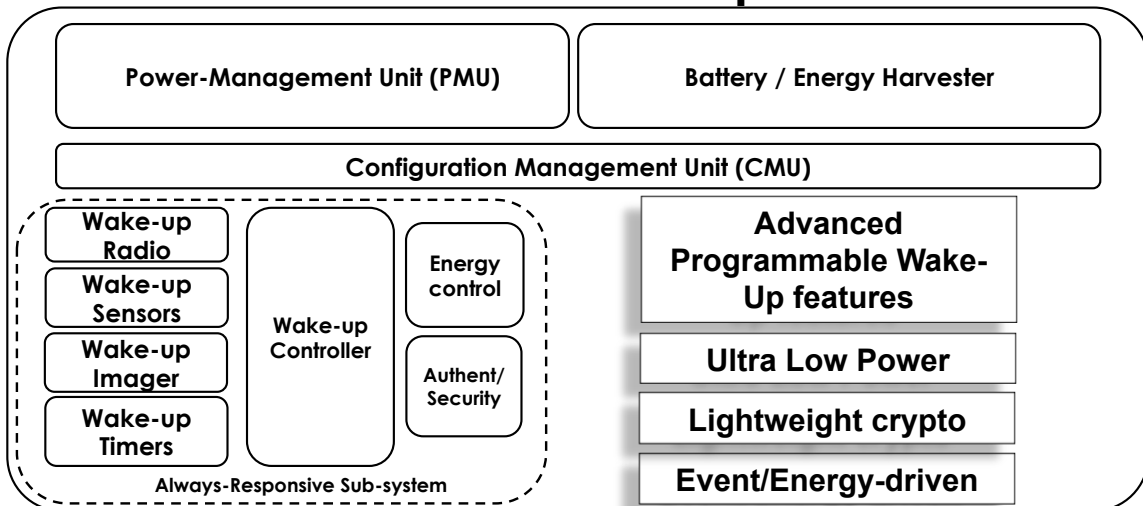 Power-Management Unit (PMU)
Battery / Energy Harvester
Configuration Management Unit (CMU)
Wake-up
Radio
Wake-up
Sensors
Wake-up
Imager
Wake-up
Timers
Wake-up
Controller
Energy
control
Authent/
Security
Always-Responsive Sub-system
Advanced
Programmable Wake-
Up features
Ultra Low Power
Lightweight crypto
Event/Energy-driven